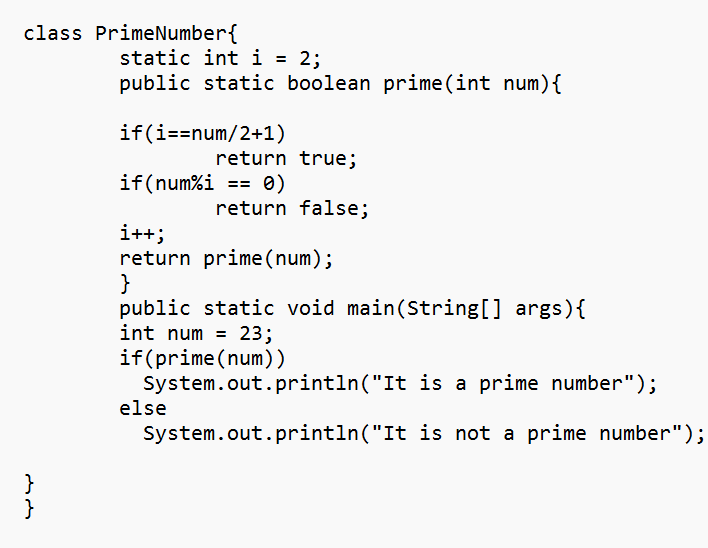 class PrimeNumber{
static int i = 2;
public static boolean prime(int num){
if(i==num/2+1)
return true;
if(num%i == 0)
return false;
i++;
return prime(num);
}
public static void main(String[] args){
int num = 23;
if(prime(num))
System.out.println("It is a prime number");
else
System.out.println("It is not a prime number");
}
}